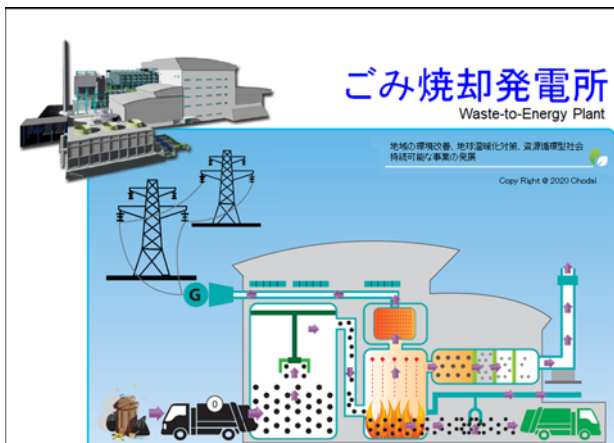 ごみ焼却発電所
Waste-to-Energy Plant
地域の環境改善、地球温暖化対策、資源循環型社会
持続可能な事業の発展
Copy Right @ 2020 Chodai
G
0